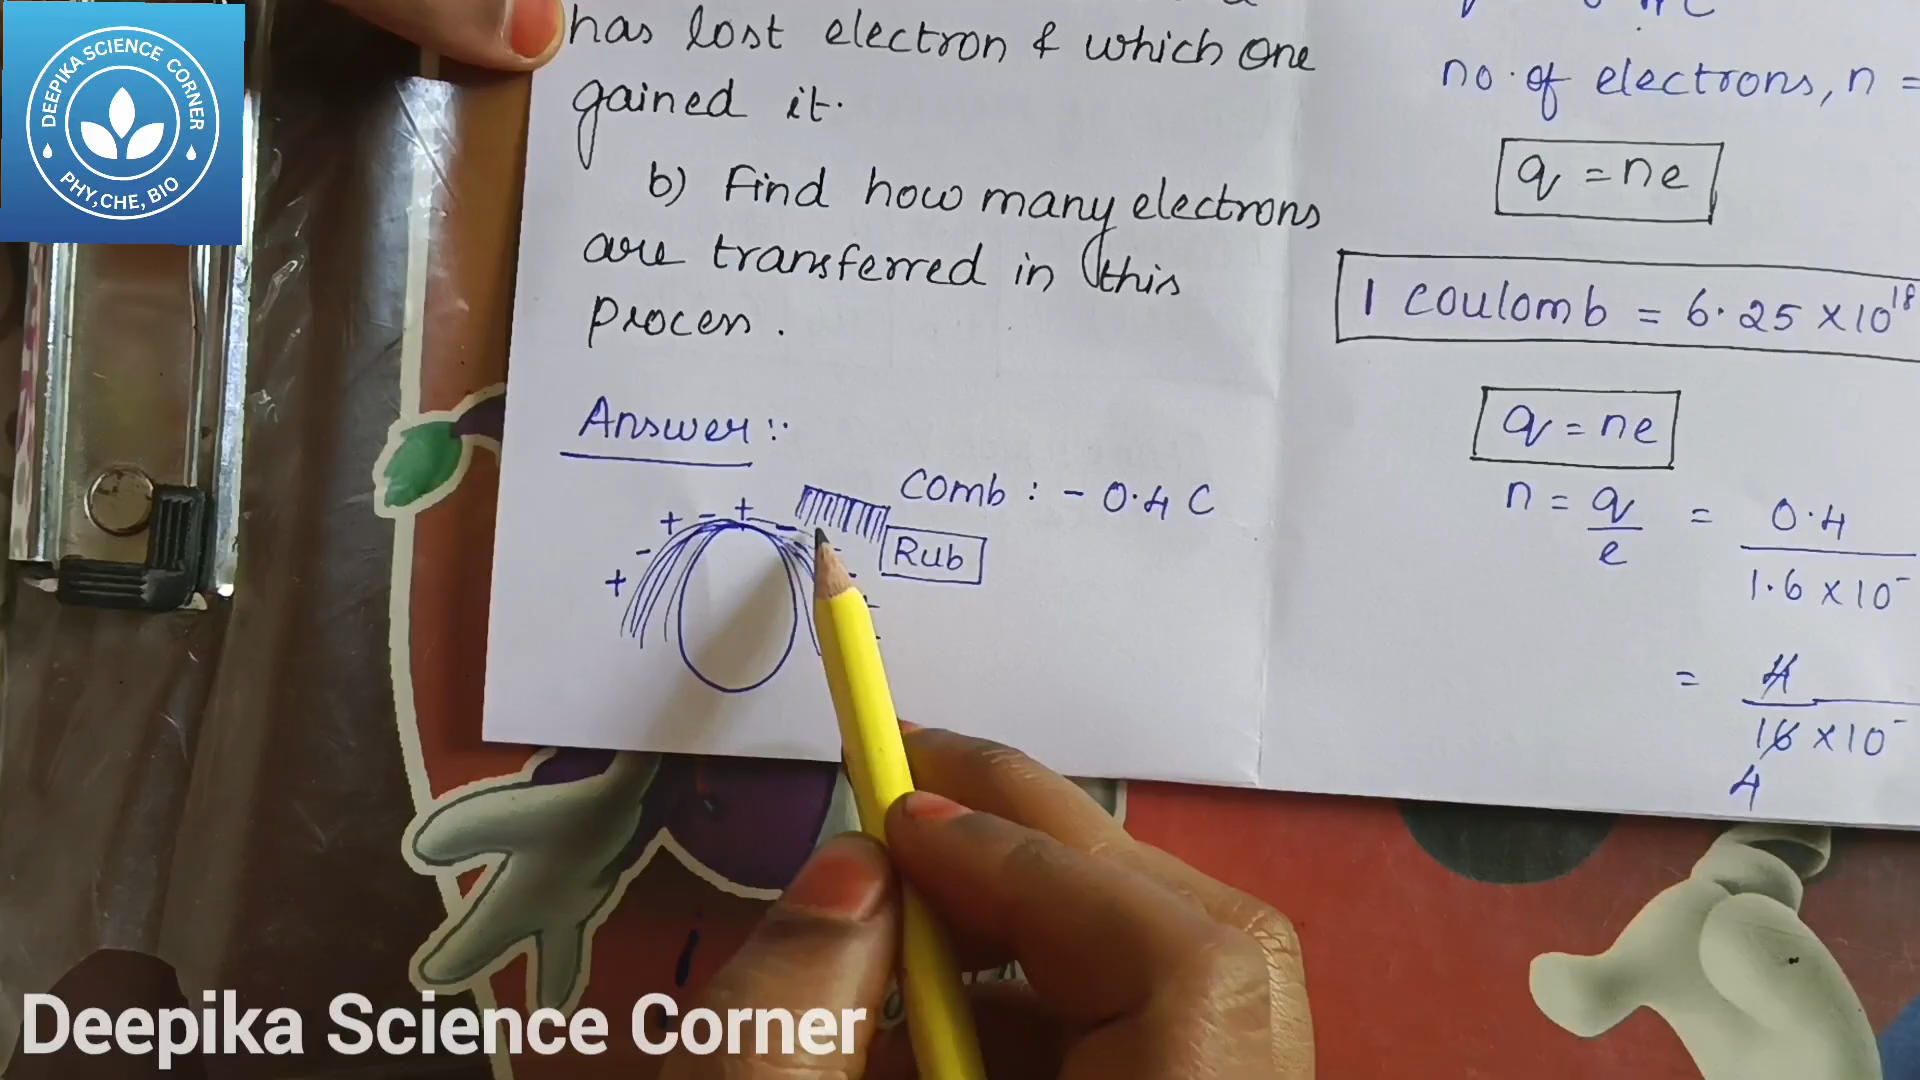 DEEPIKA SCIENCE CORNER
PHY, CHE, BIO
has lost electron & which one
gained it.
b) Find how many electrons
are transferred in this
process.
Answer :
Comb : - 0.4 C
Rub
+ - + -
- +
no. of electrons, n =
q = ne
1 coulomb = 6.25 × 10¹⁸
q = ne
n = q/e = 0.4 / 1.6 × 10⁻
= 4 / 16 × 10⁻
4
Deepika Science Corner